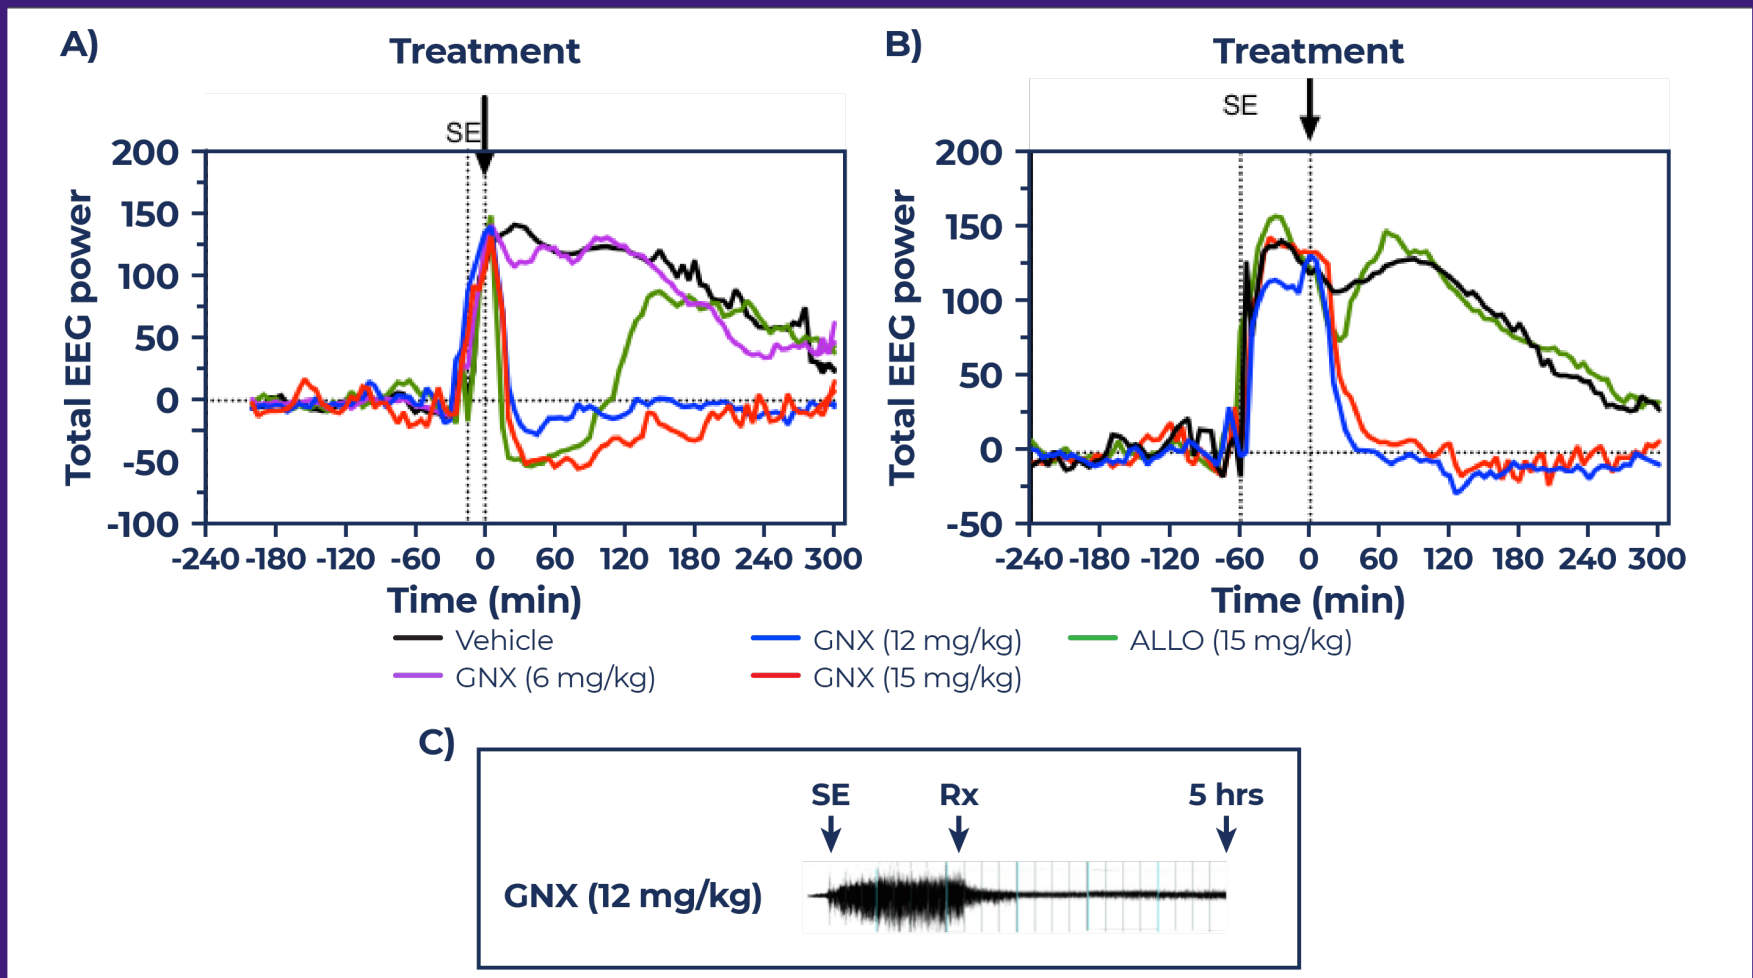 A)
Treatment
SE
200
150
100
50
0
-50
-100
Total EEG power
-240 -180 -120 -60 0 60 120 180 240 300
Time (min)
B)
Treatment
SE
200
150
100
50
0
-50
Total EEG power
-240 -180 -120 -60 0 60 120 180 240 300
Time (min)
Vehicle
GNX (12 mg/kg)
ALLO (15 mg/kg)
GNX (6 mg/kg)
GNX (15 mg/kg)
C)
SE
Rx
5 hrs
GNX (12 mg/kg)